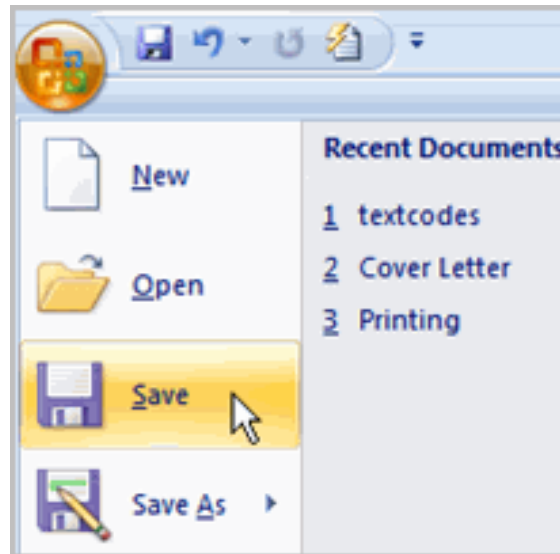 New
Open
Save
Save As
Recent Documents
1 textcodes
2 Cover Letter
3 Printing